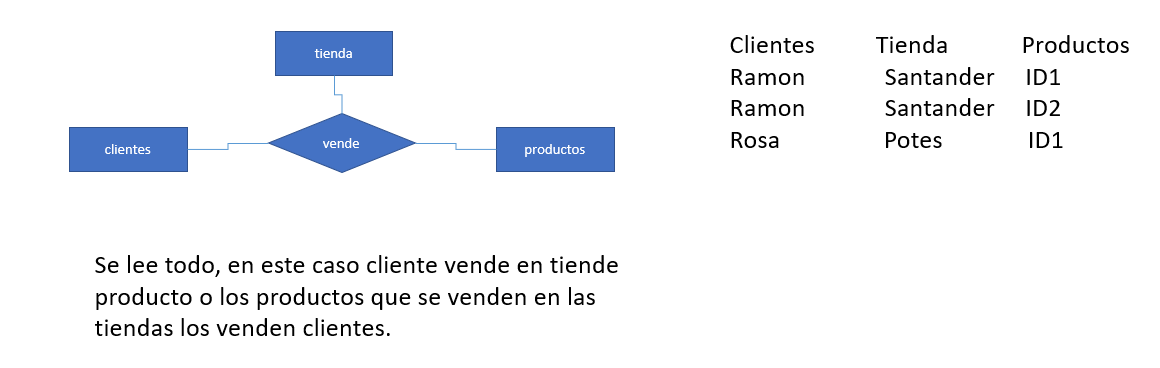 tienda
clientes
vende
productos
Clientes Tienda Productos
Ramon Santander ID1
Ramon Santander ID2
Rosa Potes ID1
Se lee todo, en este caso cliente vende en tiende
producto o los productos que se venden en las
tiendas los venden clientes.